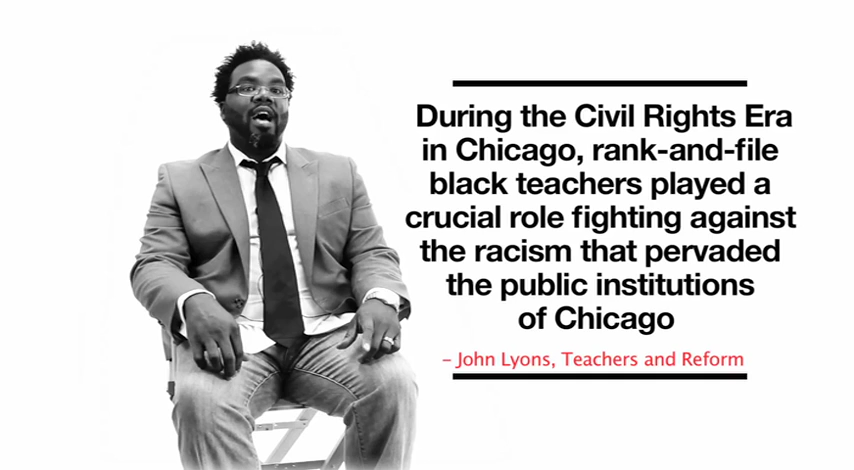 During the Civil Rights Era
in Chicago, rank-and-file
black teachers played a
crucial role fighting against
the racism that pervaded
the public institutions
of Chicago
– John Lyons, Teachers and Reform